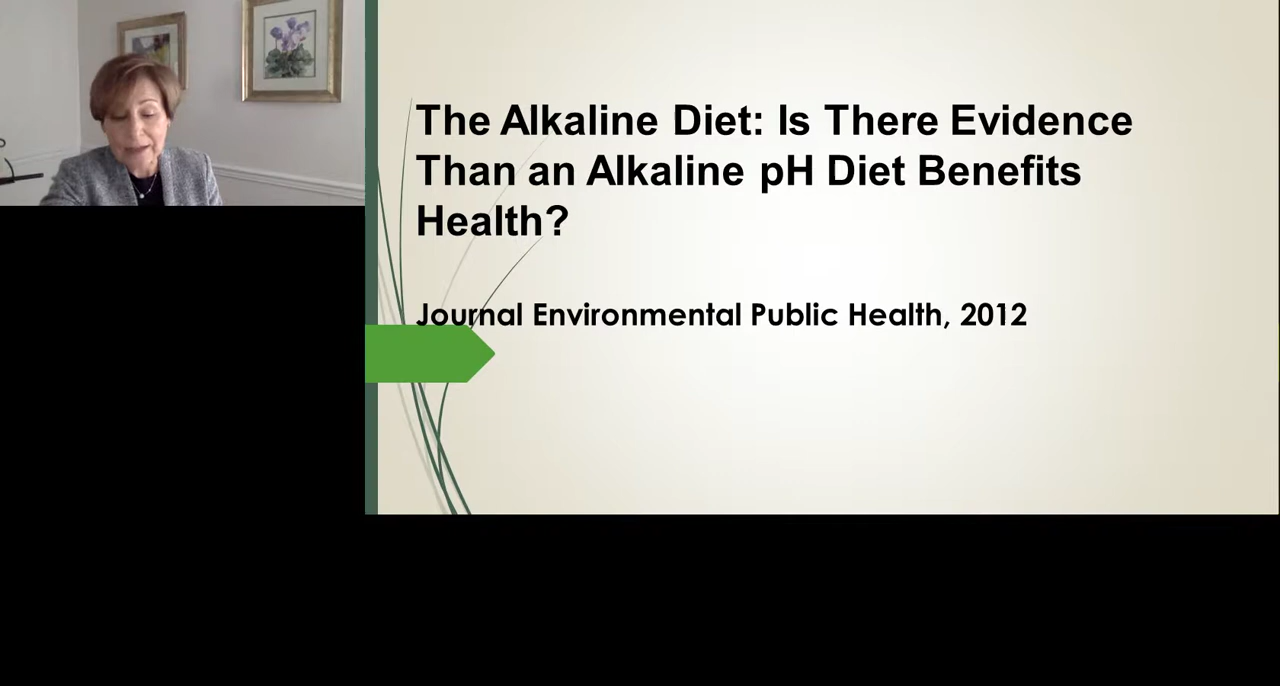 The Alkaline Diet: Is There Evidence
Than an Alkaline pH Diet Benefits
Health?
Journal Environmental Public Health, 2012